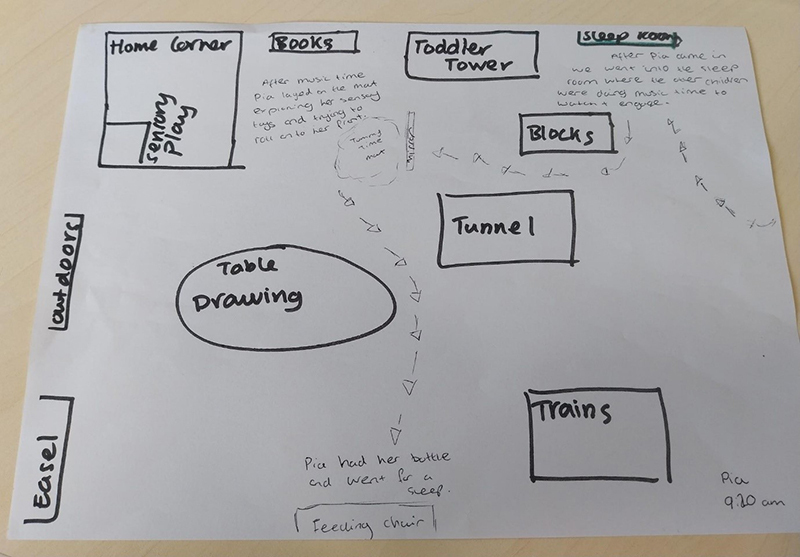 Home Corner
Sensory
Play
BOOKS
After music time
Pia layed on the mat
exploring her sensory
toys and trying to
roll onto her front.
Tummy
Time
mat
mirror
Toddler
Tower
Sleep Room
After Pia came in
we went into the sleep
room where the other children
were doing music time to
watch + engage.
Blocks
Tunnel
outdoors
Table
Drawing
Easel
Trains
Pia had her bottle
and went for a
sleep.
Feeding chair
Pia
9.20 am